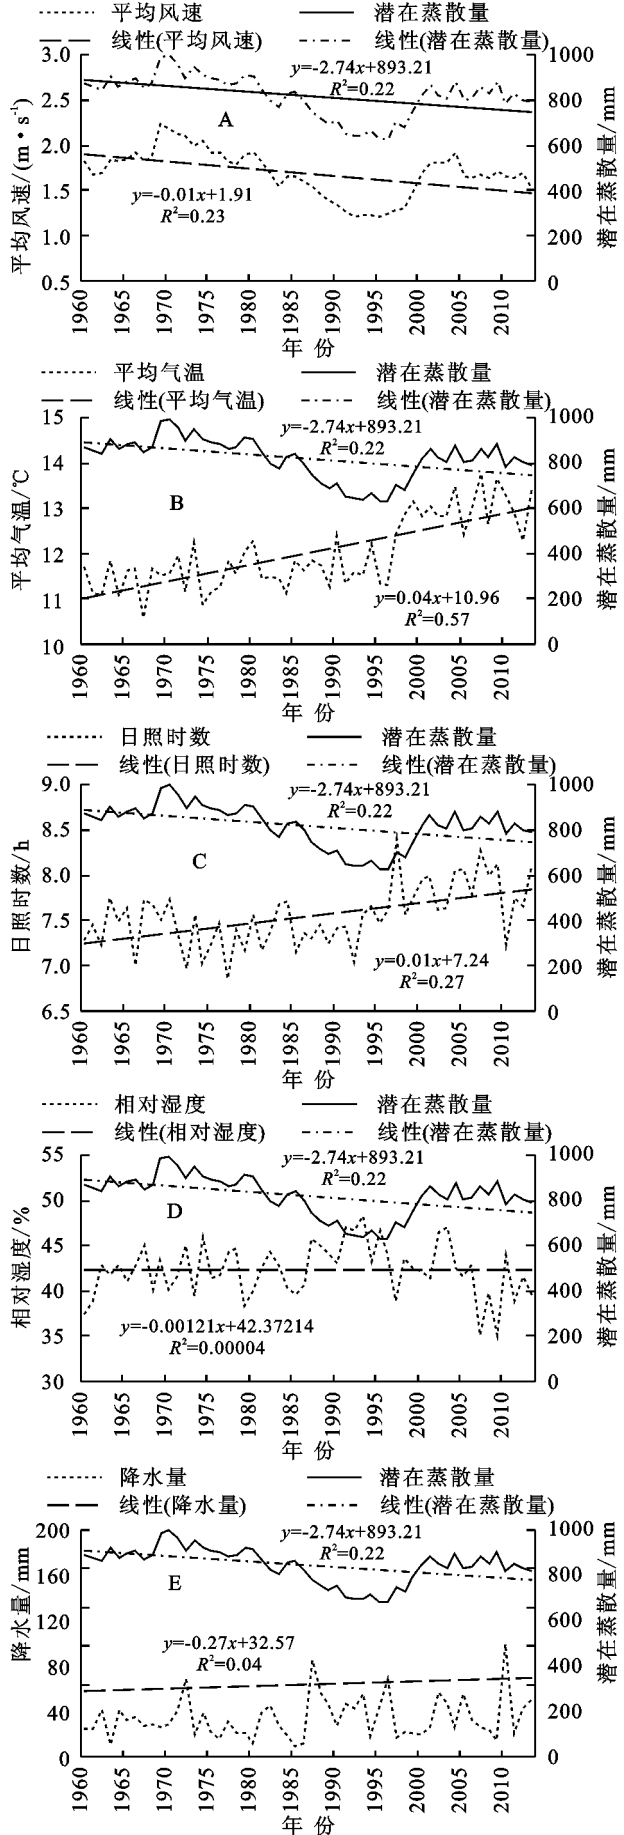 平均风速 潜在蒸散量
线性(平均风速) 线性(潜在蒸散量)
3.0 1000
y=-2.74x+893.21
R²=0.22
2.5 800
A
2.0 600
1.5 400
y=-0.01x+1.91
R²=0.23
1.0 200
0.5 0
平均风速/(m·s⁻¹)
潜在蒸散量/mm
1960 1965 1970 1975 1980 1985 1990 1995 2000 2005 2010
年 份
平均气温 潜在蒸散量
线性(平均气温) 线性(潜在蒸散量)
15 1000
y=-2.74x+893.21
R²=0.22
14 800
B
13 600
12 400
11 200
y=0.04x+10.96
R²=0.57
10 0
平均气温/℃
潜在蒸散量/mm
1960 1965 1970 1975 1980 1985 1990 1995 2000 2005 2010
年 份
日照时数 潜在蒸散量
线性(日照时数) 线性(潜在蒸散量)
9.0 1000
y=-2.74x+893.21
R²=0.22
8.5 800
C
8.0 600
7.5 400
y=0.01x+7.24
R²=0.27
7.0 200
6.5 0
日照时数/h
潜在蒸散量/mm
1960 1965 1970 1975 1980 1985 1990 1995 2000 2005 2010
年 份
相对湿度 潜在蒸散量
线性(相对湿度) 线性(潜在蒸散量)
55 1000
y=-2.74x+893.21
R²=0.22
50 800
D
45 600
40 400
y=-0.00121x+42.37214
R²=0.00004
35 200
30 0
相对湿度/%
潜在蒸散量/mm
1960 1965 1970 1975 1980 1985 1990 1995 2000 2005 2010
年 份
降水量 潜在蒸散量
线性(降水量) 线性(潜在蒸散量)
200 1000
y=-2.74x+893.21
R²=0.22
160 800
E
120 600
y=-0.27x+32.57
R²=0.04
80 400
40 200
0 0
降水量/mm
潜在蒸散量/mm
1960 1965 1970 1975 1980 1985 1990 1995 2000 2005 2010
年 份